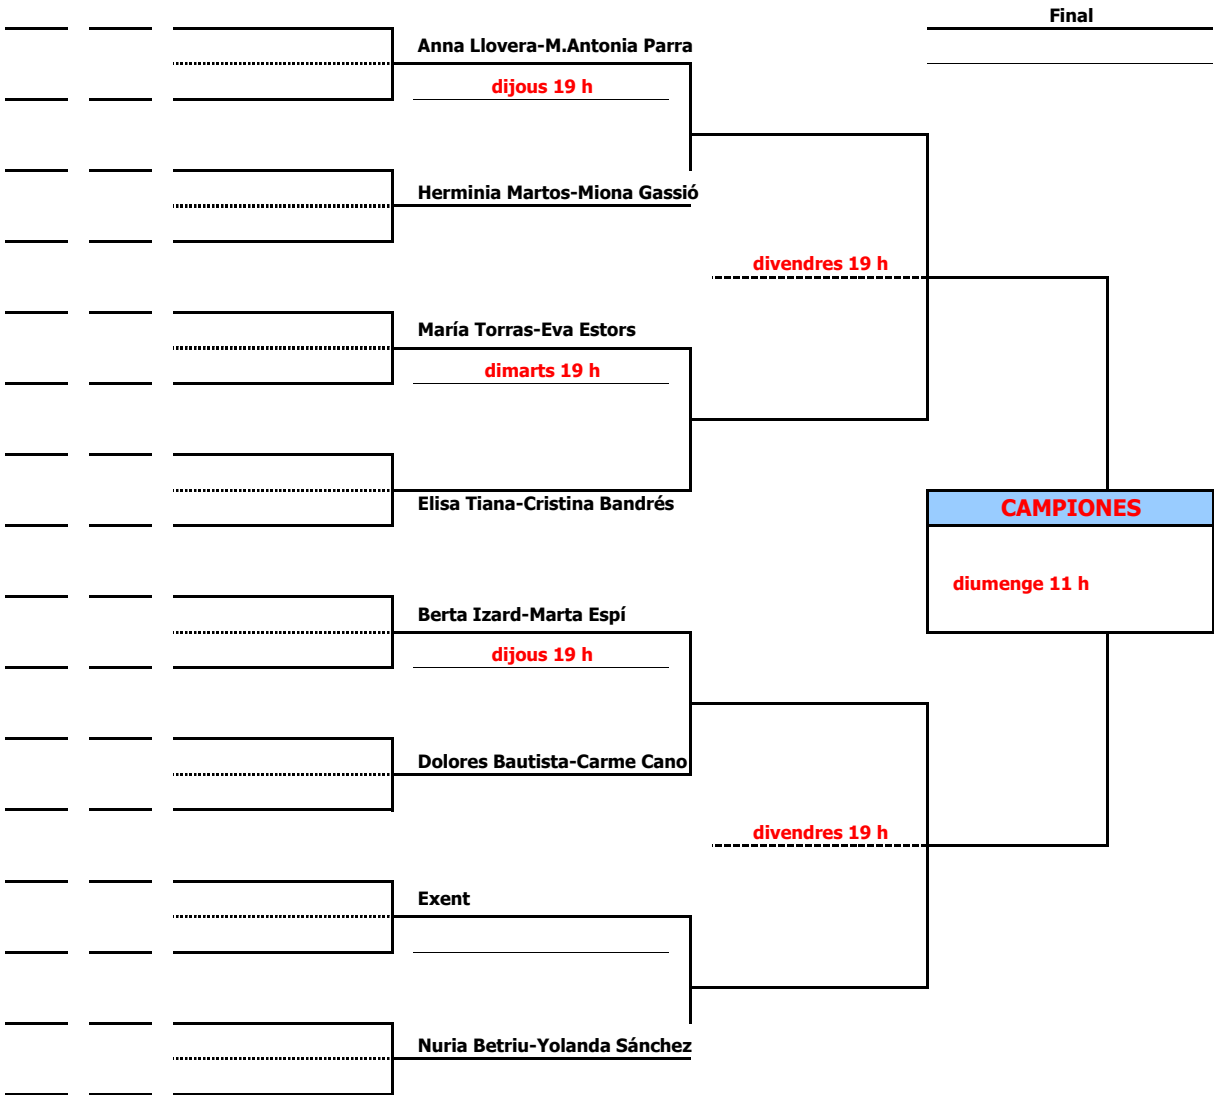 Final
Anna Llovera-M.Antonia Parra
dijous 19 h
Herminia Martos-Miona Gassió
divendres 19 h
María Torras-Eva Estors
dimarts 19 h
Elisa Tiana-Cristina Bandrés
CAMPIONES
diumenge 11 h
Berta Izard-Marta Espí
dijous 19 h
Dolores Bautista-Carme Cano
divendres 19 h
Exent
Nuria Betriu-Yolanda Sánchez